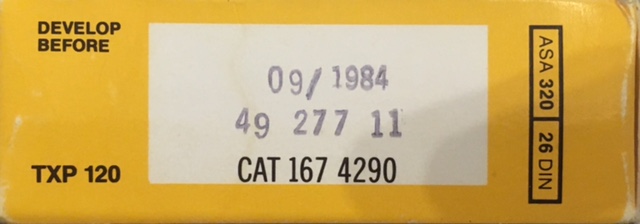 DEVELOP
BEFORE
09/ 1984
49 277 11
TXP 120
CAT 167 4290
ASA 320
26 DIN